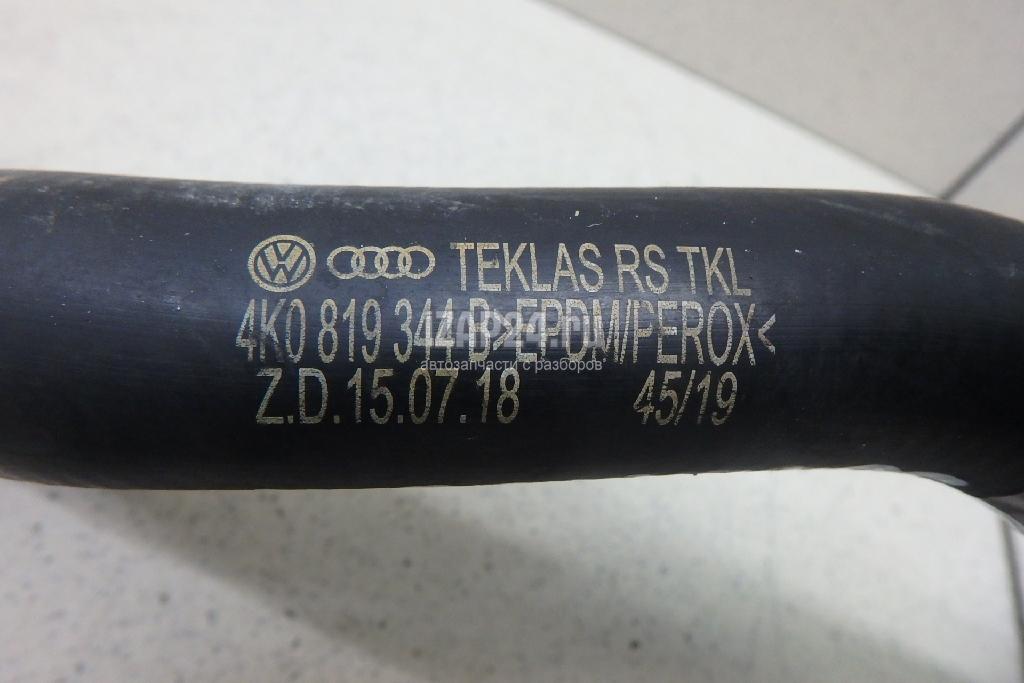 TEKLAS RS TKL
4K0 819 344 B >EPDM/PEROX<
автозапчасти с разборов
Z.D.15.07.18 45/19